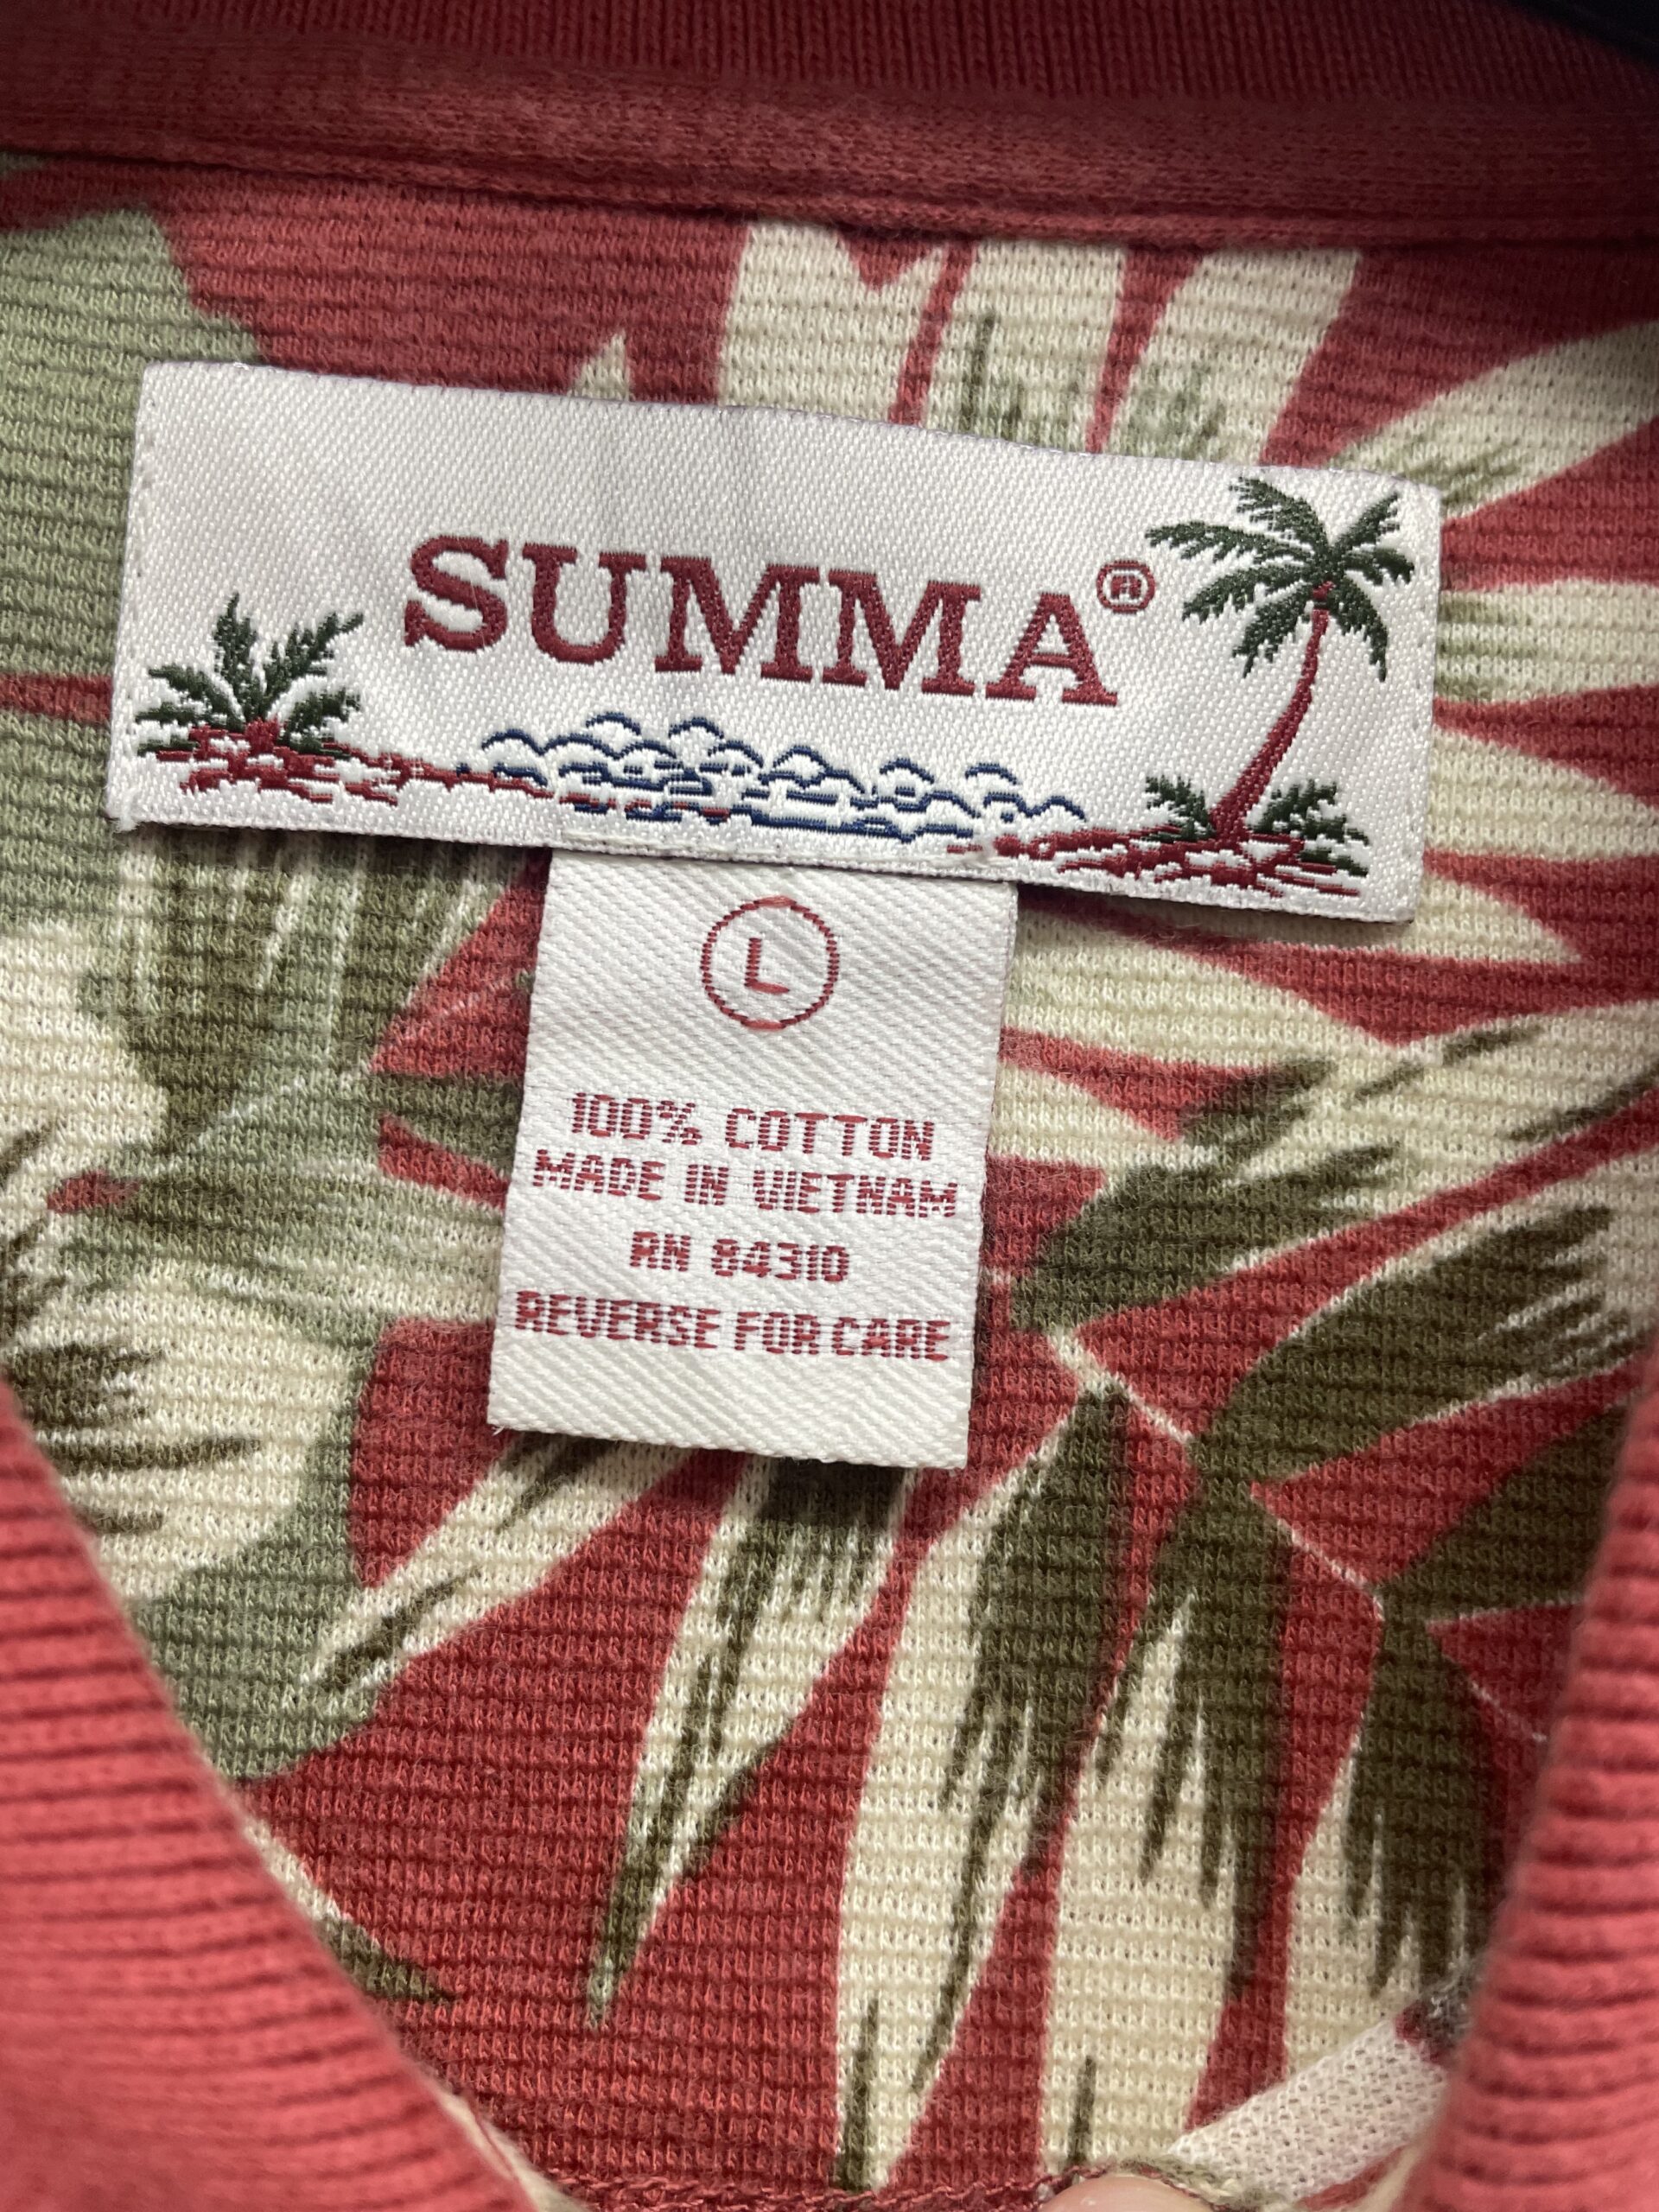 SUMMA®
L
100% COTTON
MADE IN VIETNAM
RN 84310
REVERSE FOR CARE